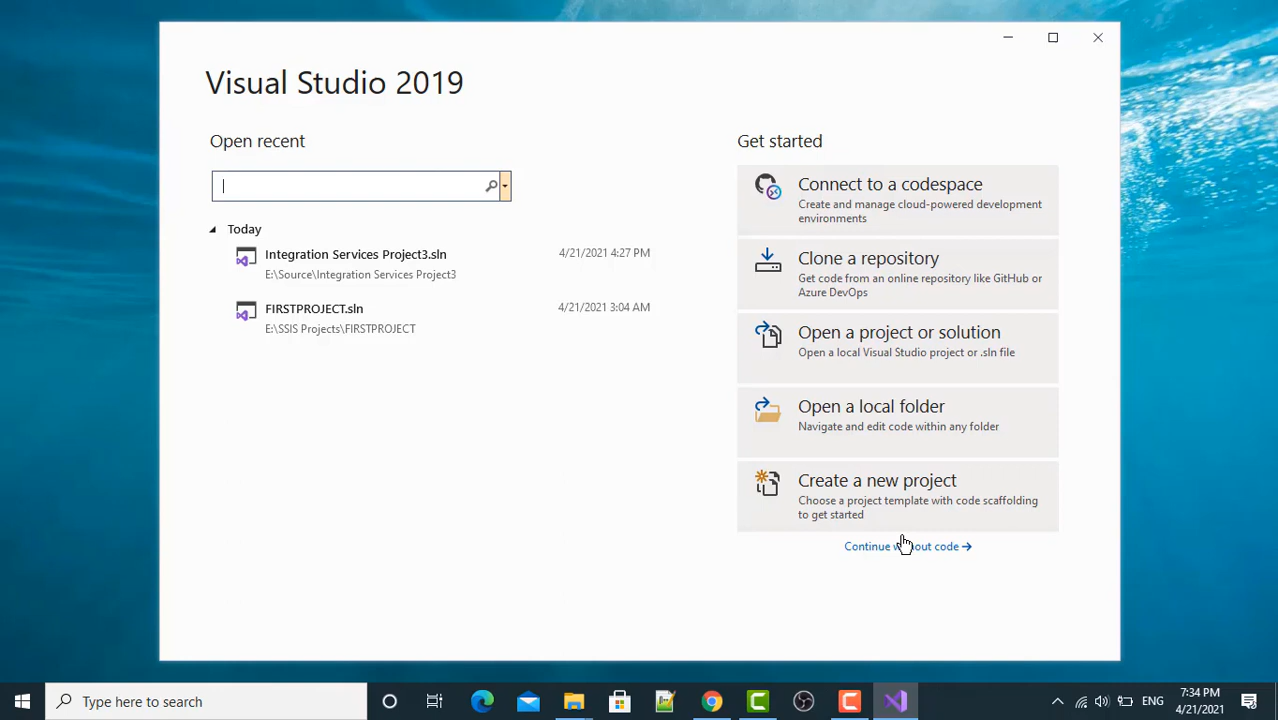 Visual Studio 2019
Open recent
Today
Integration Services Project3.sln 4/21/2021 4:27 PM
E:\Source\Integration Services Project3
FIRSTPROJECT.sln 4/21/2021 3:04 AM
E:\SSIS Projects\FIRSTPROJECT
Get started
Connect to a codespace
Create and manage cloud-powered development
environments
Clone a repository
Get code from an online repository like GitHub or
Azure DevOps
Open a project or solution
Open a local Visual Studio project or .sln file
Open a local folder
Navigate and edit code within any folder
Create a new project
Choose a project template with code scaffolding
to get started
Continue without code →
Type here to search
ENG
7:34 PM
4/21/2021